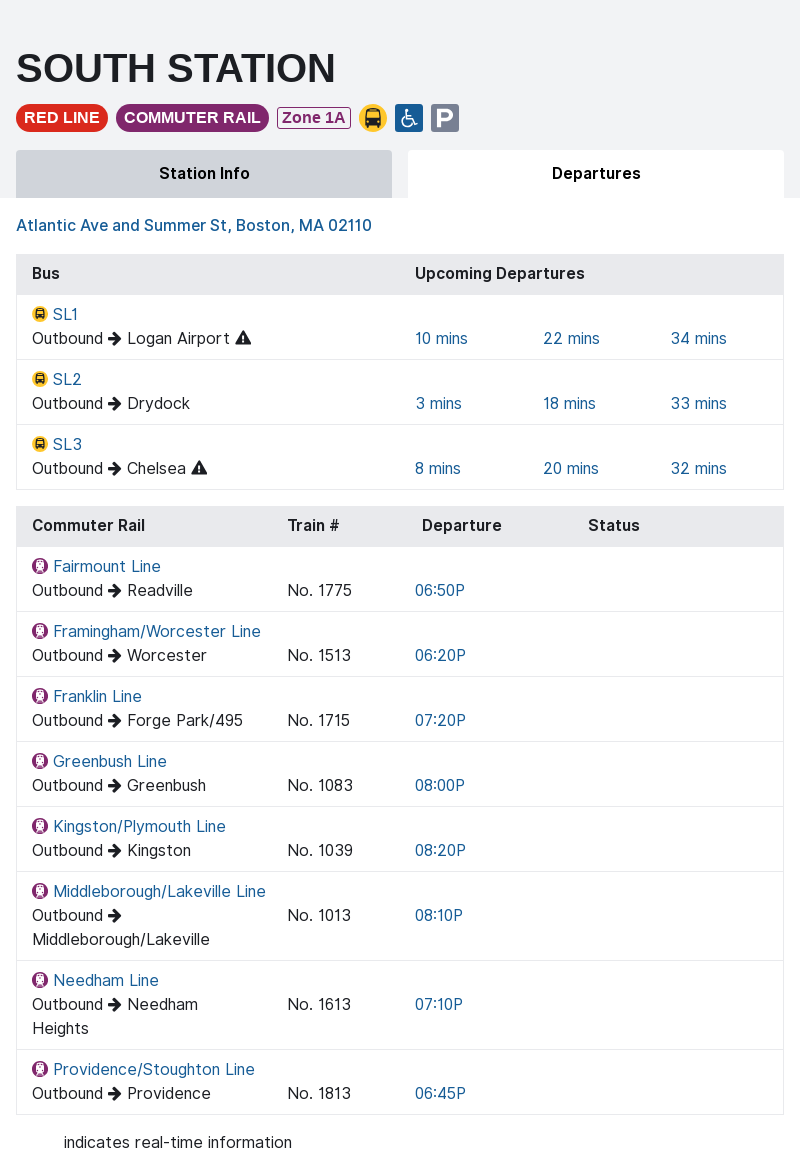 SOUTH STATION
RED LINE COMMUTER RAIL Zone 1A P
Station Info Departures
Atlantic Ave and Summer St, Boston, MA 02110
Bus Upcoming Departures
SL1
Outbound → Logan Airport 10 mins 22 mins 34 mins
SL2
Outbound → Drydock 3 mins 18 mins 33 mins
SL3
Outbound → Chelsea 8 mins 20 mins 32 mins
Commuter Rail Train # Departure Status
Fairmount Line
Outbound → Readville No. 1775 06:50P
Framingham/Worcester Line
Outbound → Worcester No. 1513 06:20P
Franklin Line
Outbound → Forge Park/495 No. 1715 07:20P
Greenbush Line
Outbound → Greenbush No. 1083 08:00P
Kingston/Plymouth Line
Outbound → Kingston No. 1039 08:20P
Middleborough/Lakeville Line
Outbound → No. 1013 08:10P
Middleborough/Lakeville
Needham Line
Outbound → Needham No. 1613 07:10P
Heights
Providence/Stoughton Line
Outbound → Providence No. 1813 06:45P
indicates real-time information